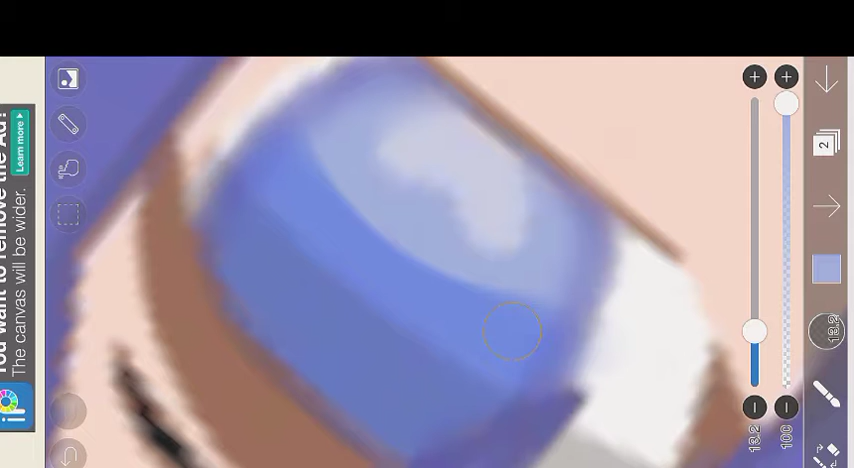 You want to remove the Ad?
The canvas will be wider.
Learn more
2
13.2
13.2
100